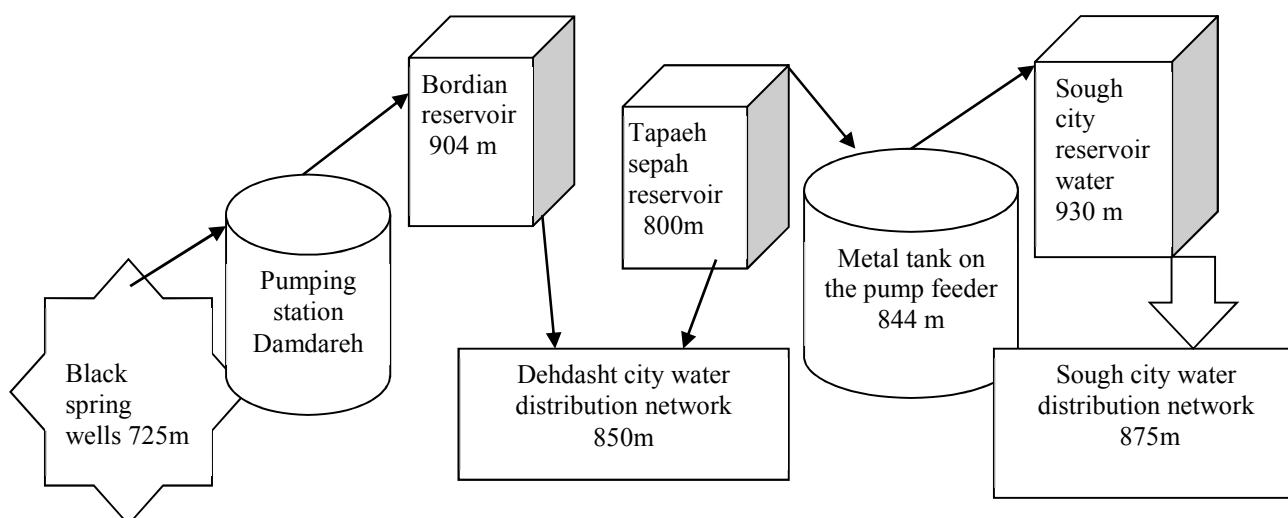 Black
spring
wells 725m
Pumping
station
Damdareh
Bordian
reservoir
904 m
Tapaeh
sepah
reservoir
800m
Dehdasht city water
distribution network
850m
Metal tank on
the pump feeder
844 m
Sough
city
reservoir
water
930 m
Sough city water
distribution network
875m